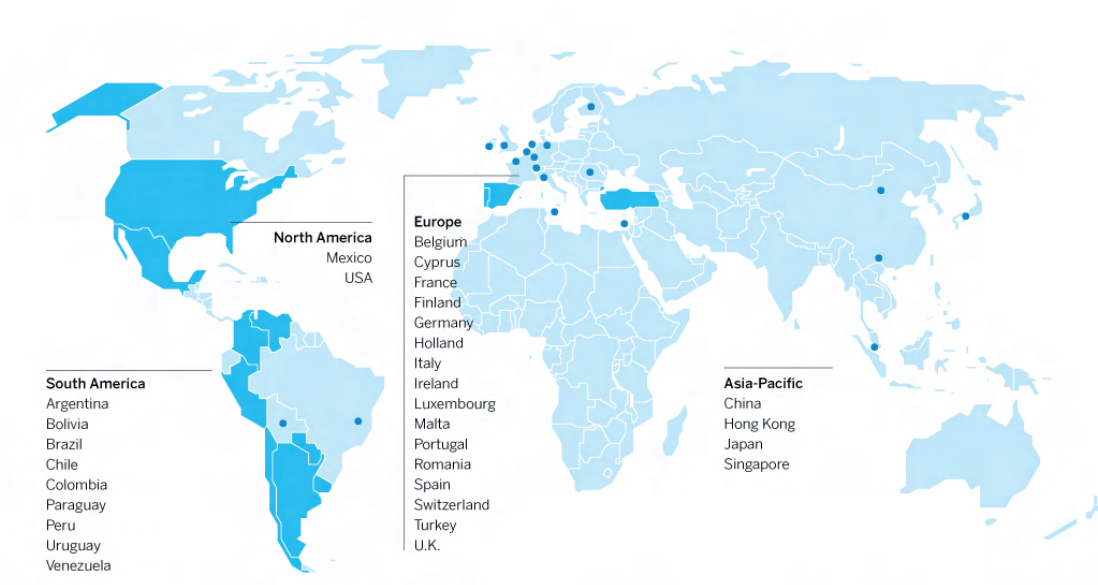 North America
Mexico
USA
South America
Argentina
Bolivia
Brazil
Chile
Colombia
Paraguay
Peru
Uruguay
Venezuela
Europe
Belgium
Cyprus
France
Finland
Germany
Holland
Italy
Ireland
Luxembourg
Malta
Portugal
Romania
Spain
Switzerland
Turkey
U.K.
Asia-Pacific
China
Hong Kong
Japan
Singapore